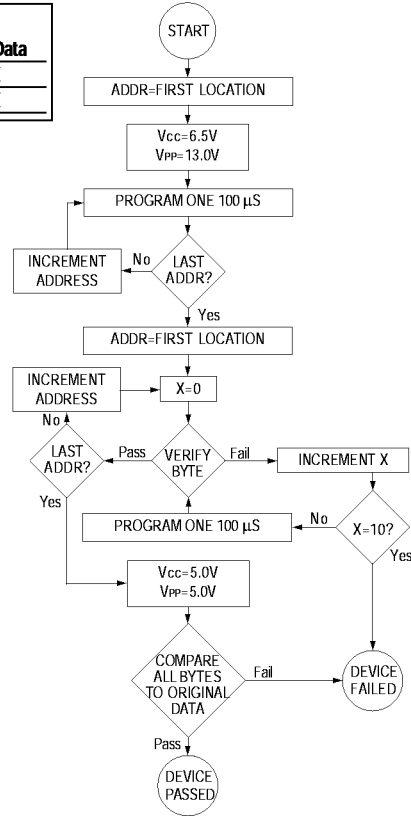 Data
START
ADDR=FIRST LOCATION
VCC=6.5V
VPP=13.0V
PROGRAM ONE 100 µS
INCREMENT
ADDRESS
No
LAST
ADDR?
Yes
ADDR=FIRST LOCATION
INCREMENT
ADDRESS
X=0
No
LAST
ADDR?
Pass
VERIFY
BYTE
Fail
INCREMENT X
Yes
PROGRAM ONE 100 µS
No
X=10?
Yes
VCC=5.0V
VPP=5.0V
COMPARE
ALL BYTES
TO ORIGINAL
DATA
Fail
DEVICE
FAILED
Pass
DEVICE
PASSED